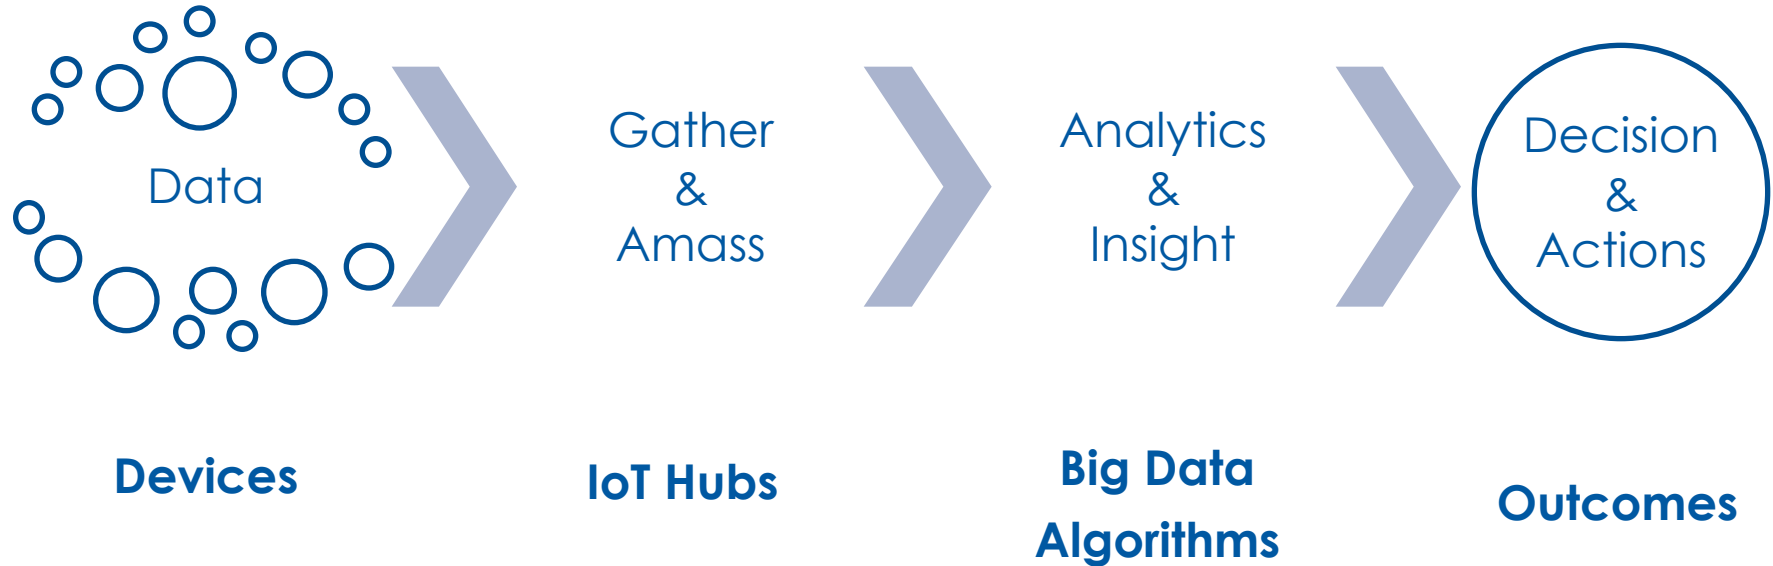 Data
Gather
&
Amass
Analytics
&
Insight
Decision
&
Actions
Devices
IoT Hubs
Big Data
Algorithms
Outcomes